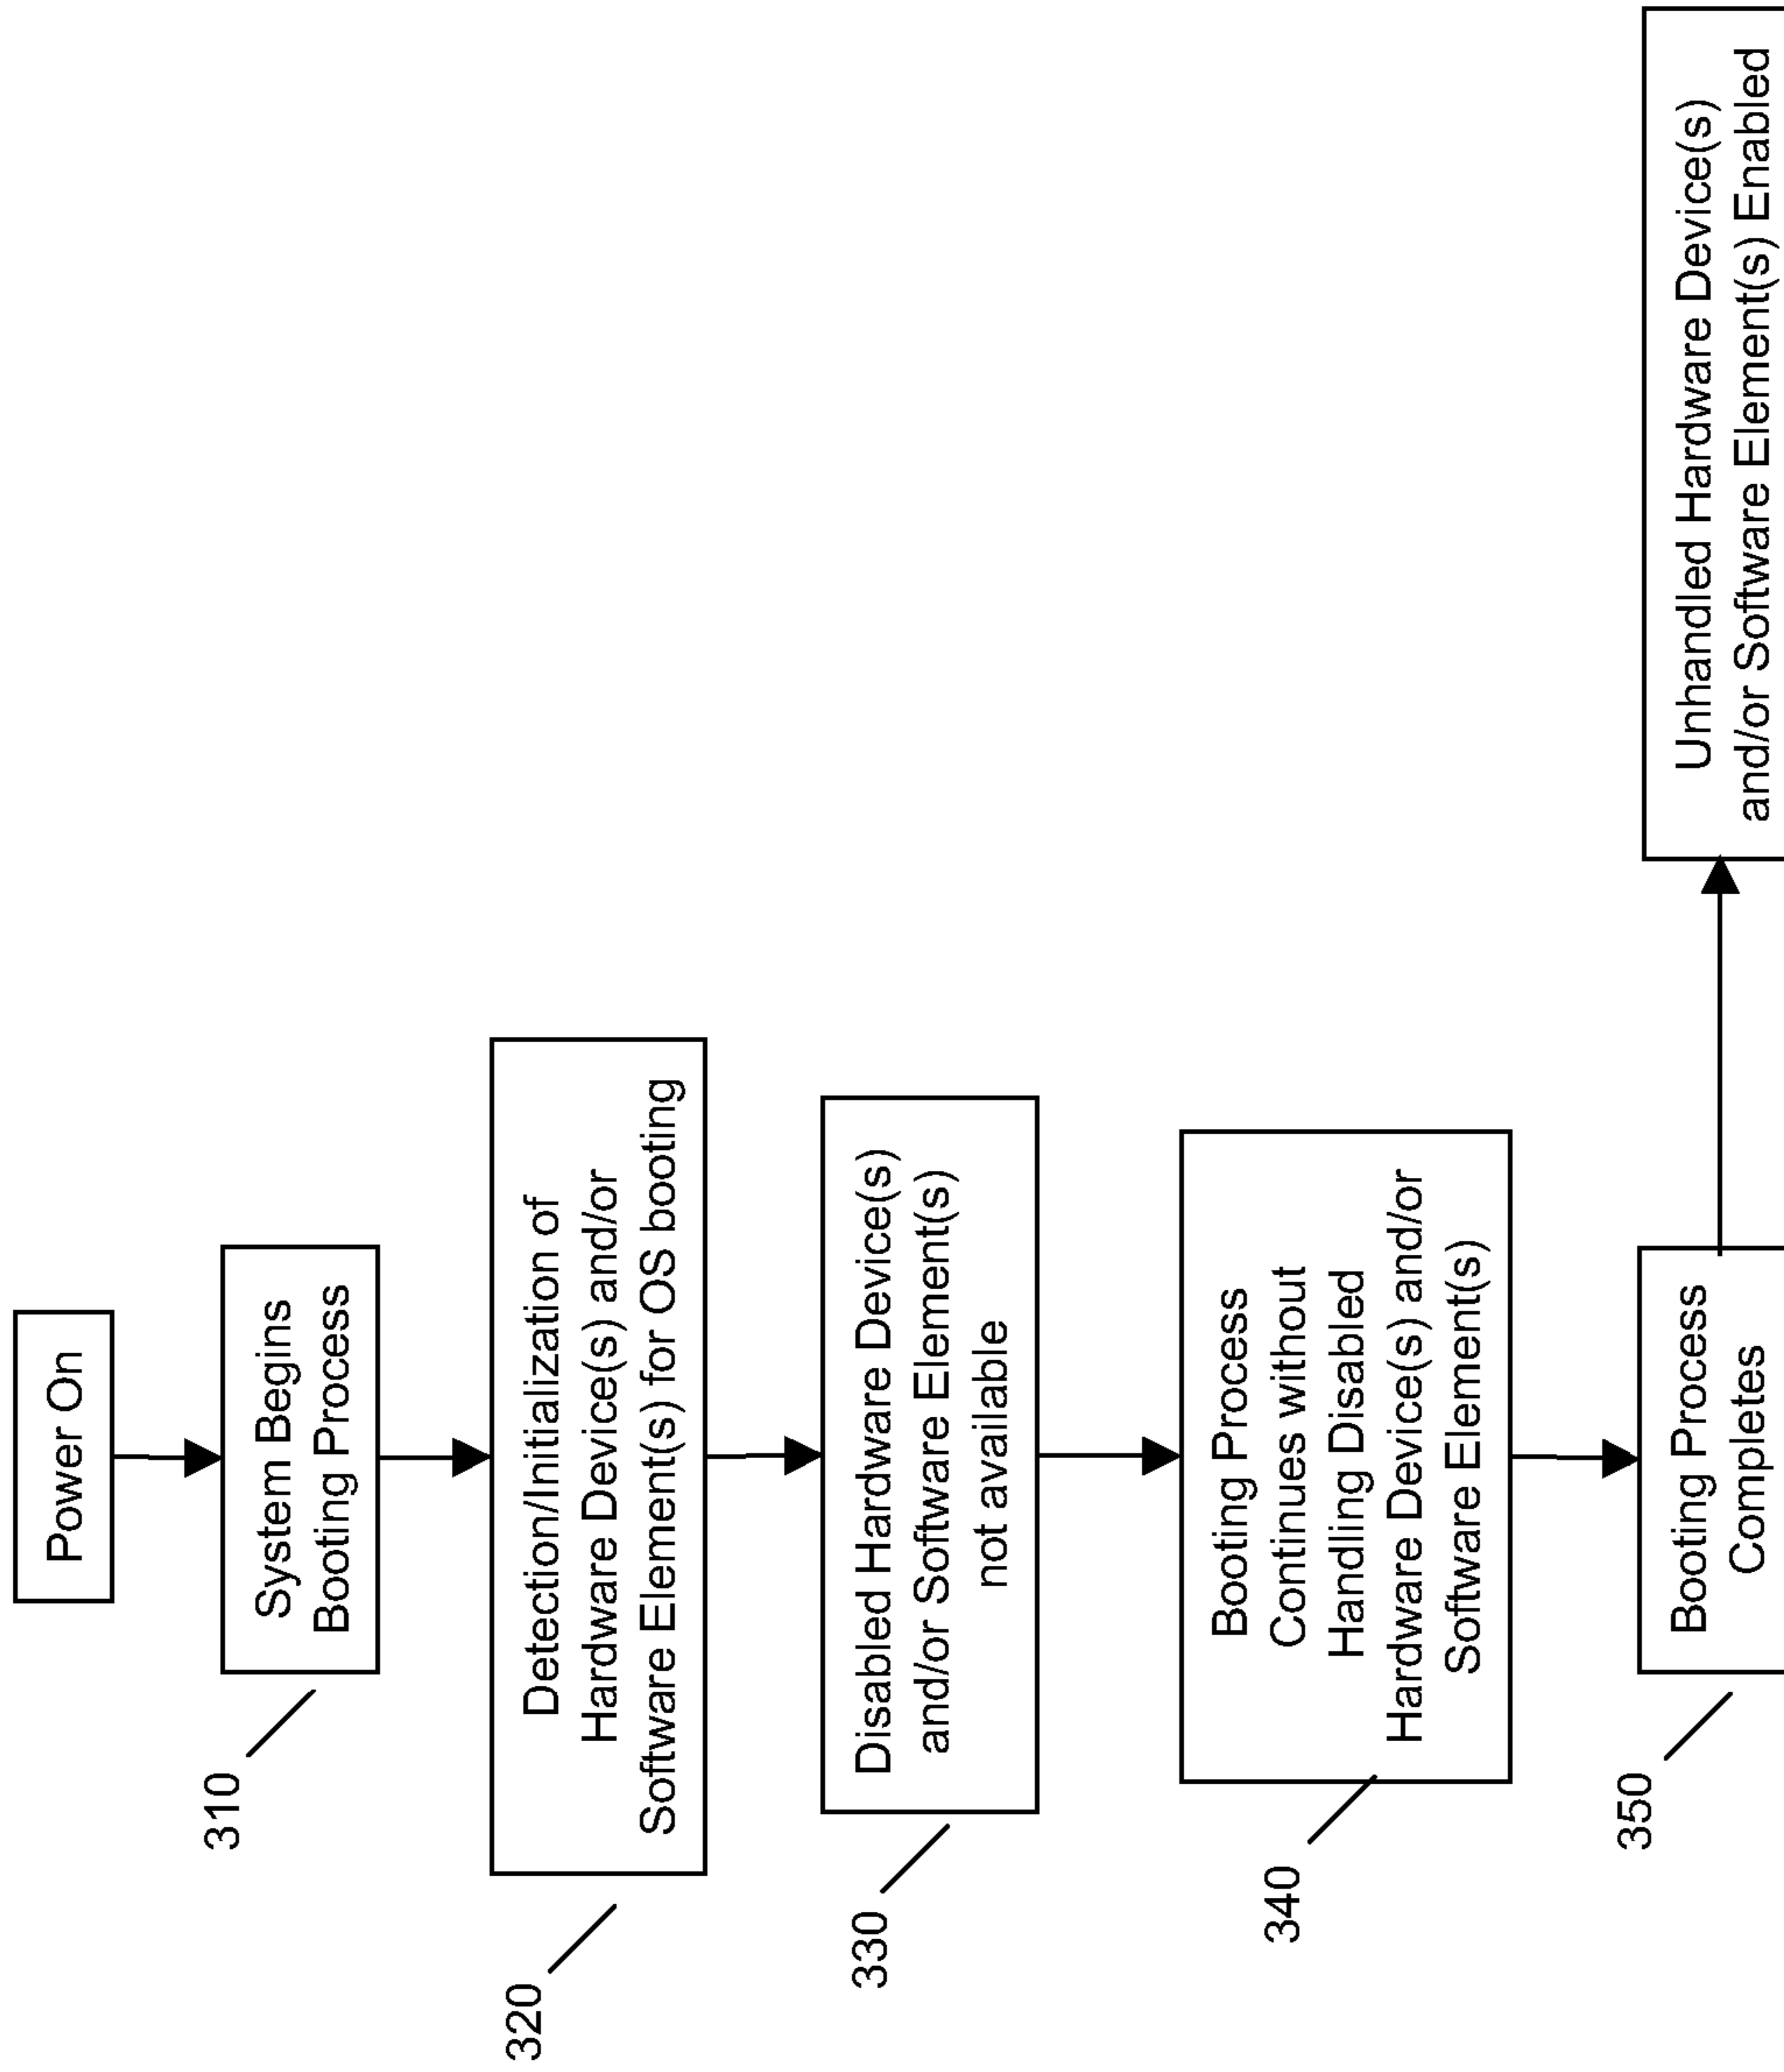 Power On
310
System Begins
Booting Process
320
Detection/Initialization of
Hardware Device(s) and/or
Software Element(s) for OS booting
330
Disabled Hardware Device(s)
and/or Software Element(s)
not available
340
Booting Process
Continues without
Handling Disabled
Hardware Device(s) and/or
Software Element(s)
350
Booting Process
Completes
Unhandled Hardware Device(s)
and/or Software Element(s) Enabled